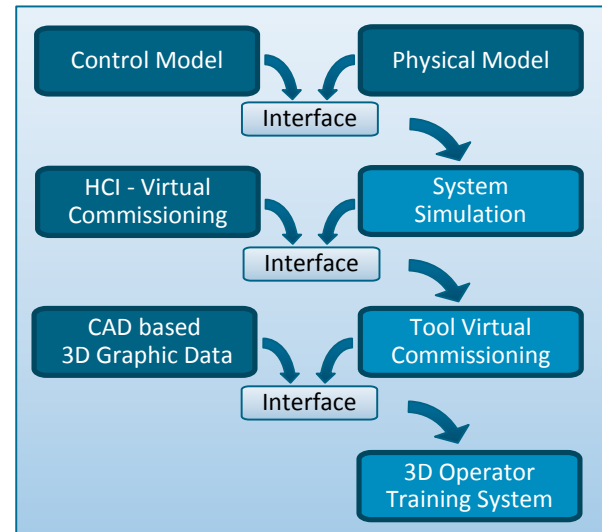 Control Model
Physical Model
Interface
HCI - Virtual
Commissioning
System
Simulation
Interface
CAD based
3D Graphic Data
Tool Virtual
Commissioning
Interface
3D Operator
Training System